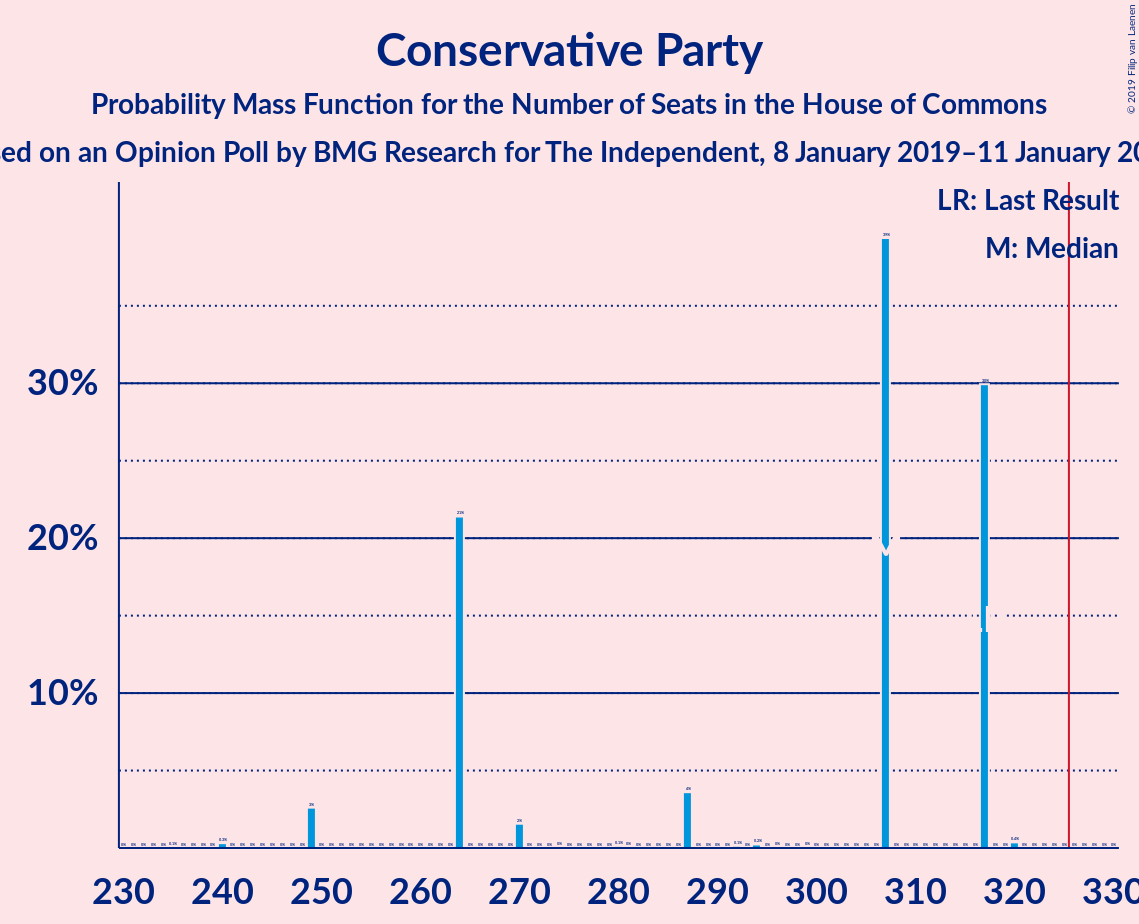 Conservative Party
Probability Mass Function for the Number of Seats in the House of Commons
sed on an Opinion Poll by BMG Research for The Independent, 8 January 2019–11 January 20
© 2019 Filip van Laenen
LR: Last Result
M: Median
30%
20%
10%
230 240 250 260 270 280 290 300 310 320 330